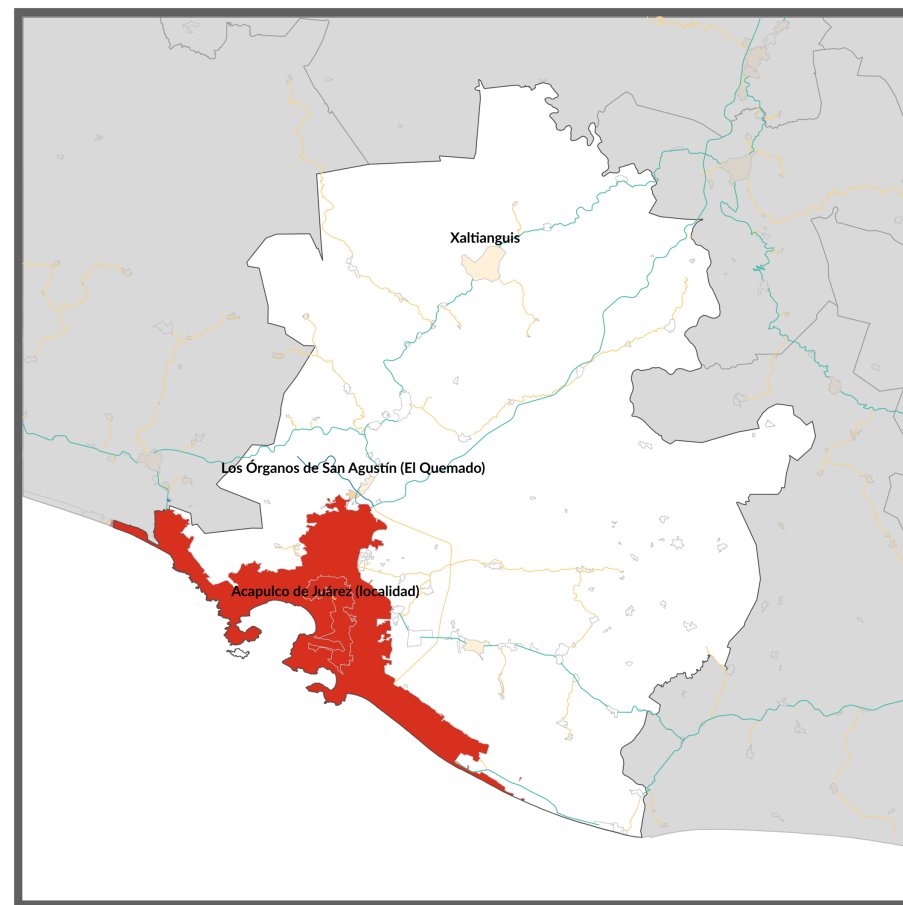 Xaltianguis
Los Órganos de San Agustín (El Quemado)
Acapulco de Juárez (localidad)